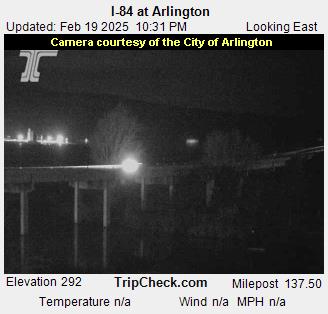 I-84 at Arlington
Updated: Feb 19 2025 10:31 PM Looking East
Camera courtesy of the City of Arlington
Elevation 292 TripCheck.com Milepost 137.50
Temperature n/a Wind n/a MPH n/a